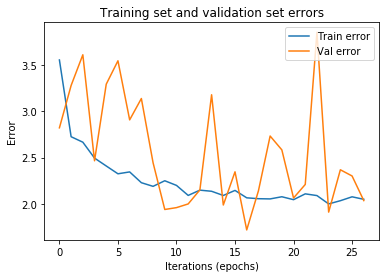 Training set and validation set errors
Train error
Val error
Error
3.5
3.0
2.5
2.0
0 5 10 15 20 25
Iterations (epochs)